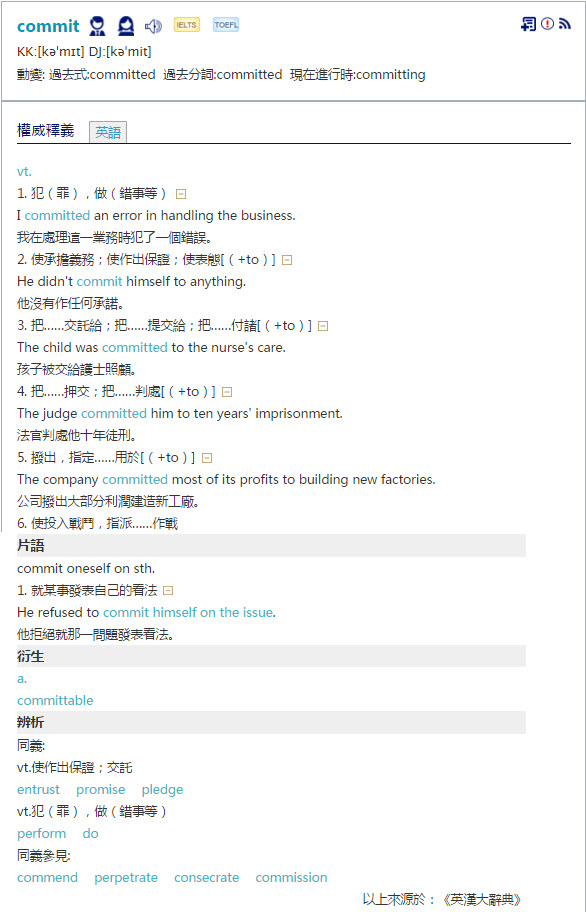 commit IELTS TOEFL
KK:[kə'mɪt] DJ:[kə'mit]
動變: 過去式:committed 過去分詞:committed 現在進行時:committing
權威釋義 英語
vt.
1. 犯（罪）, 做（錯事等）
I committed an error in handling the business.
我在處理這一業務時犯了一個錯誤。
2. 使承擔義務；使作出保證；使表態[（+to）]
He didn't commit himself to anything.
他沒有作任何承諾。
3. 把……交託給；把……提交給；把……付諸[（+to）]
The child was committed to the nurse's care.
孩子被交給護士照顧。
4. 把……押交；把……判處[（+to）]
The judge committed him to ten years' imprisonment.
法官判處他十年徒刑。
5. 撥出，指定……用於[（+to）]
The company committed most of its profits to building new factories.
公司撥出大部分利潤建造新工廠。
6. 使投入戰鬥，指派……作戰
片語
commit oneself on sth.
1. 就某事發表自己的看法
He refused to commit himself on the issue.
他拒絕就那一問題發表看法。
衍生
a.
committable
辨析
同義:
vt.使作出保證；交託
entrust promise pledge
vt.犯（罪）, 做（錯事等）
perform do
同義參見:
commend perpetrate consecrate commission
以上來源於：《英漢大辭典》